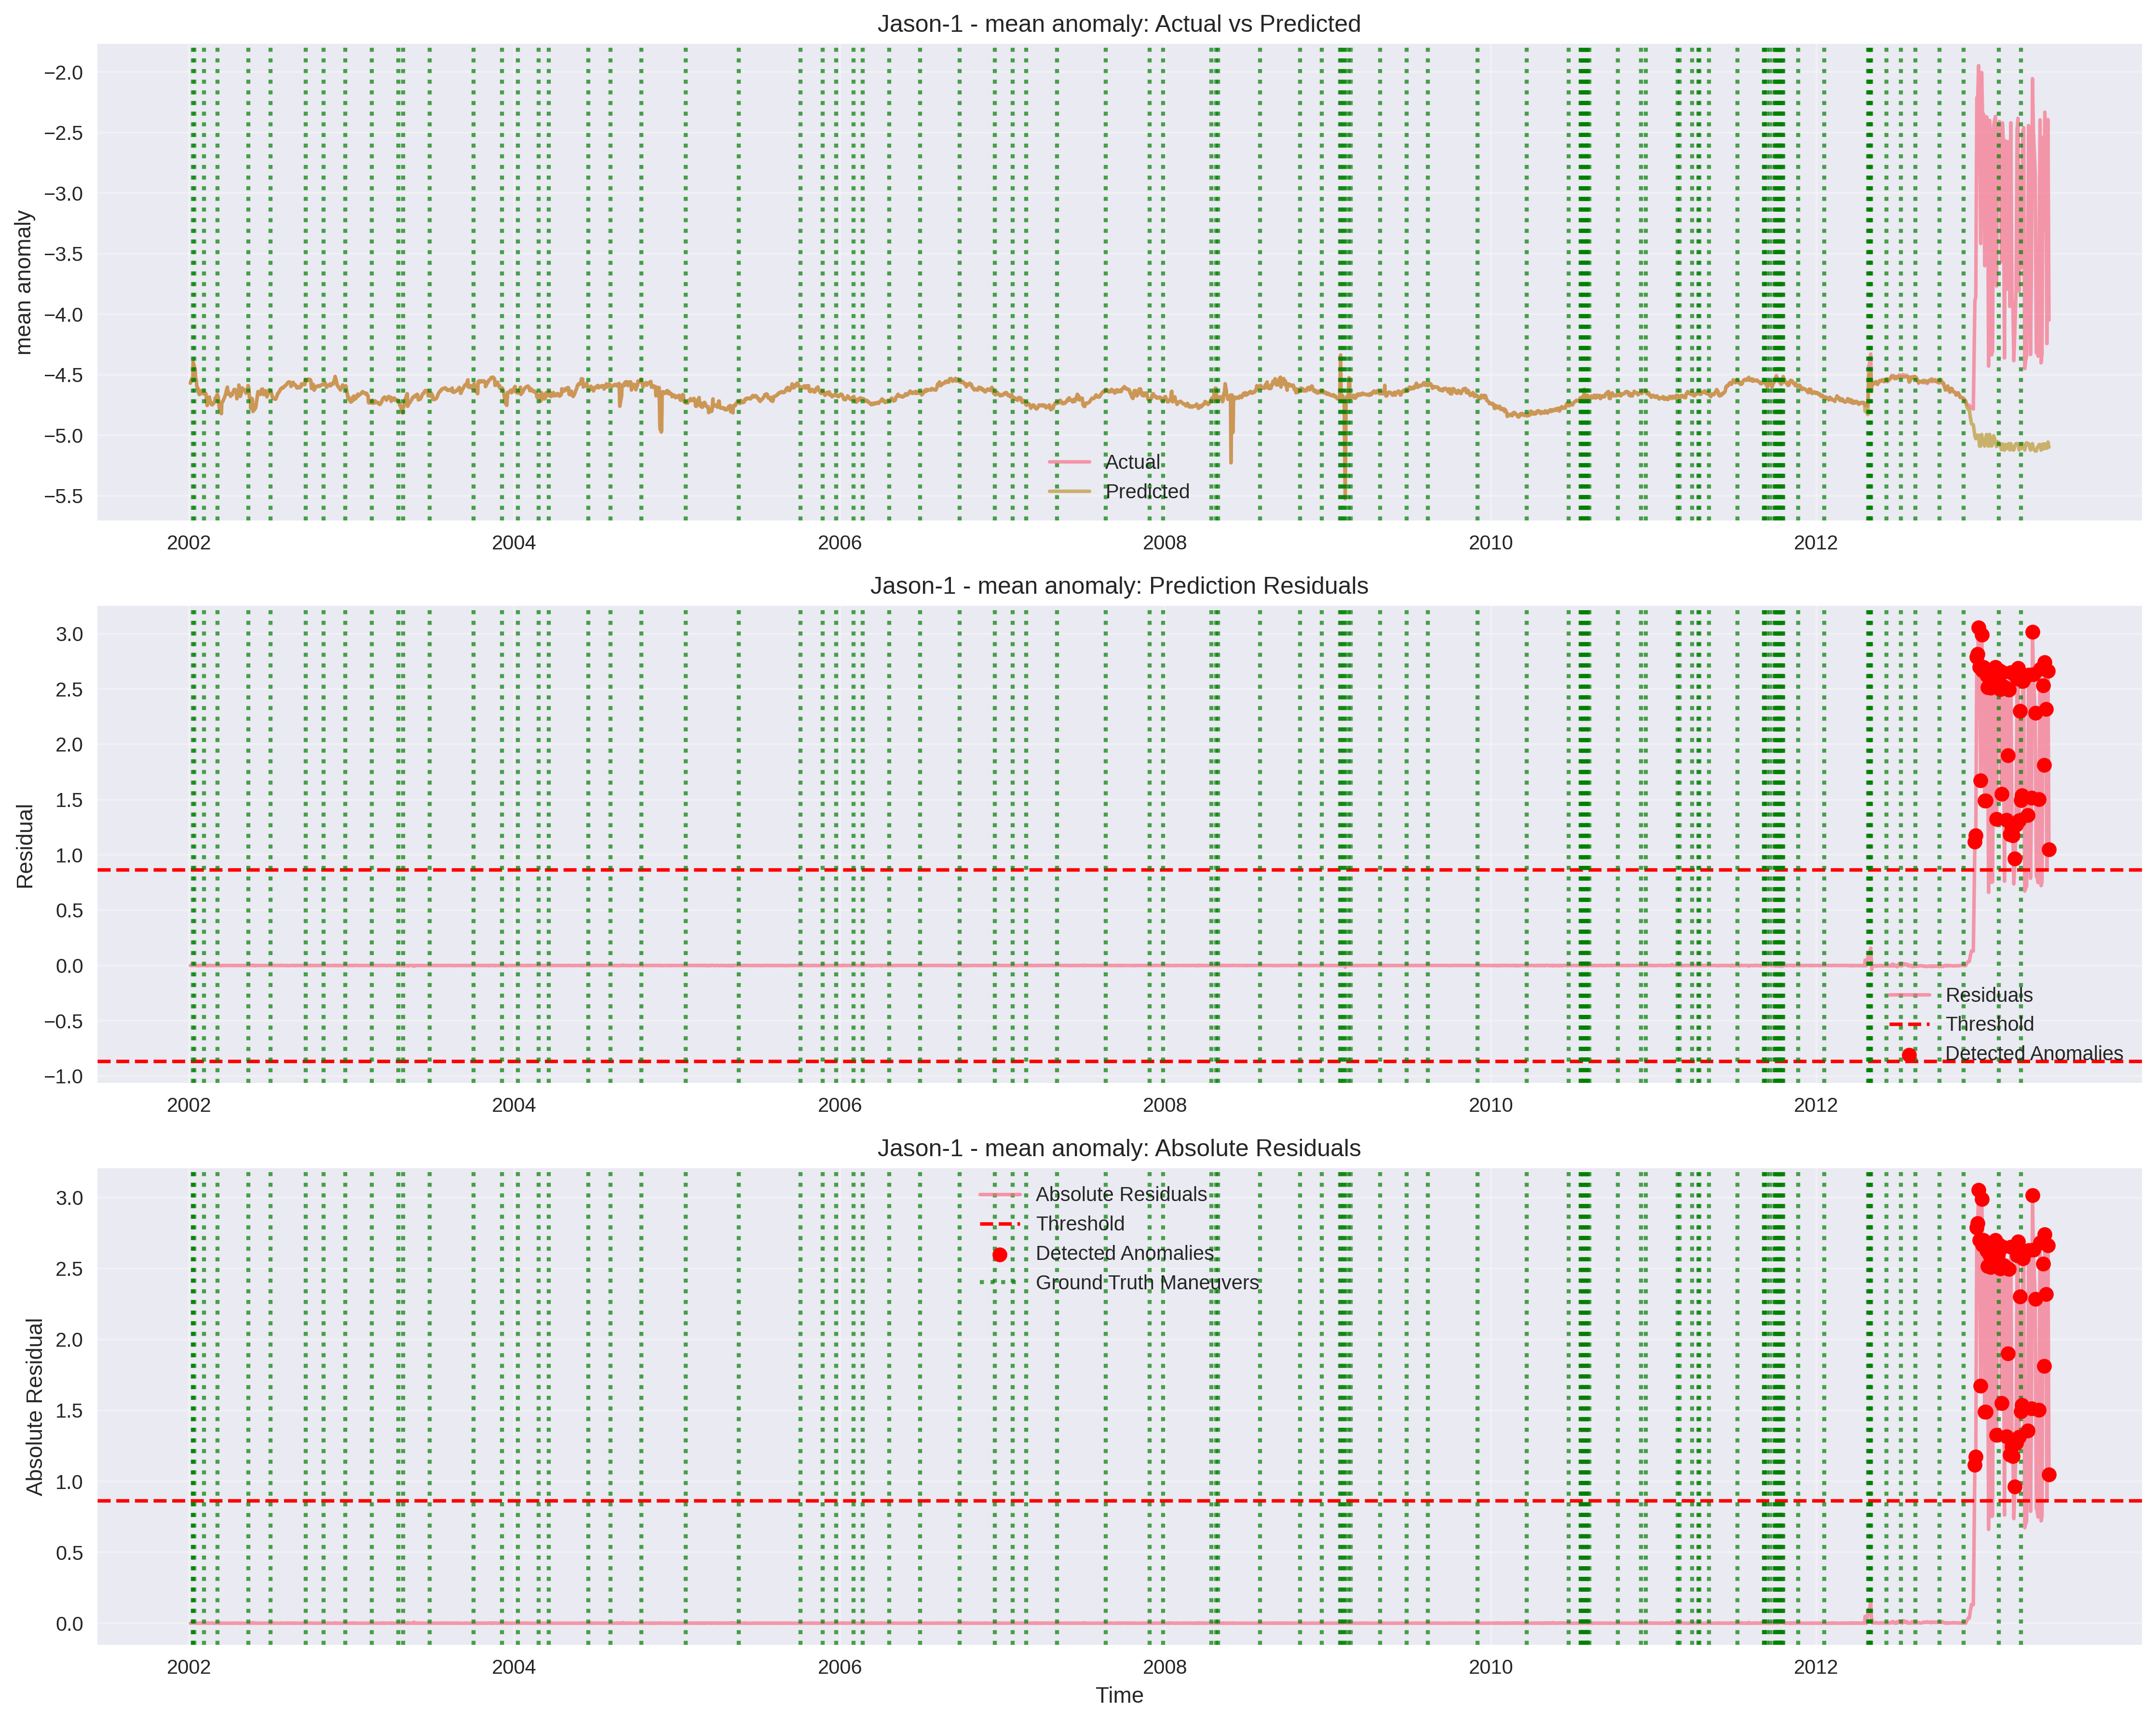 Jason-1 - mean anomaly: Actual vs Predicted
mean anomaly
−2.0
−2.5
−3.0
−3.5
−4.0
−4.5
−5.0
−5.5
Actual
Predicted
2002 2004 2006 2008 2010 2012
Jason-1 - mean anomaly: Prediction Residuals
Residual
3.0
2.5
2.0
1.5
1.0
0.5
0.0
−0.5
−1.0
Residuals
Threshold
Detected Anomalies
2002 2004 2006 2008 2010 2012
Jason-1 - mean anomaly: Absolute Residuals
Absolute Residual
3.0
2.5
2.0
1.5
1.0
0.5
0.0
Absolute Residuals
Threshold
Detected Anomalies
Ground Truth Maneuvers
2002 2004 2006 2008 2010 2012
Time